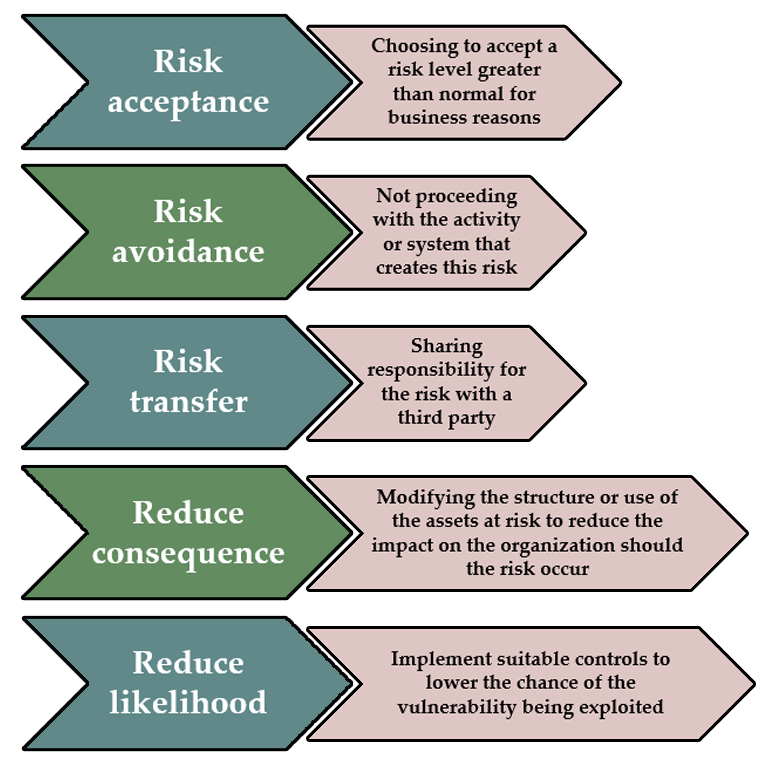 Risk
acceptance
Choosing to accept a
risk level greater
than normal for
business reasons
Risk
avoidance
Not proceeding
with the activity
or system that
creates this risk
Risk
transfer
Sharing
responsibility for
the risk with a
third party
Reduce
consequence
Modifying the structure or use of
the assets at risk to reduce the
impact on the organization should
the risk occur
Reduce
likelihood
Implement suitable controls to
lower the chance of the
vulnerability being exploited